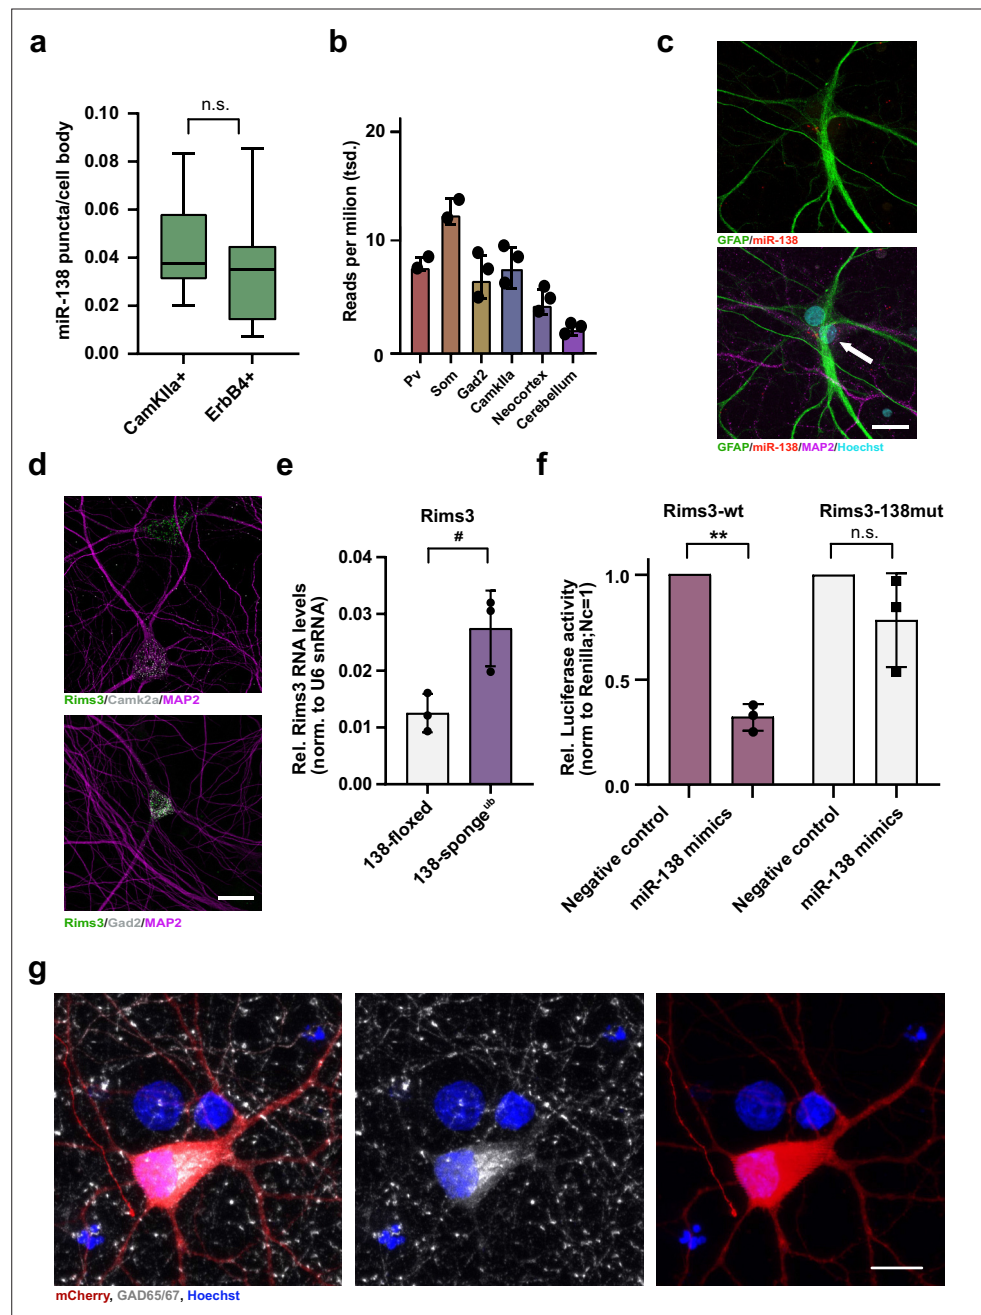 a
n.s.
miR-138 puncta/cell body
0.10
0.08
0.06
0.04
0.02
0.00
CamKIIa+
ErbB4+
b
Reads per milion (tsd.)
20
10
0
Pv
Som
Gad2
CamkIIa
Neocortex
Cerebellum
c
GFAP/miR-138
GFAP/miR-138/MAP2/Hoechst
d
Rims3/Camk2a/MAP2
Rims3/Gad2/MAP2
e
Rims3
#
Rel. Rims3 RNA levels
(norm. to U6 snRNA)
0.04
0.03
0.02
0.01
0.00
138-floxed
138-sponge ub
f
Rims3-wt
Rims3-138mut
**
n.s.
Rel. Luciferase activity
(norm to Renilla;Nc=1)
1.0
0.5
0.0
Negative control
miR-138 mimics
Negative control
miR-138 mimics
g
mCherry, GAD65/67, Hoechst